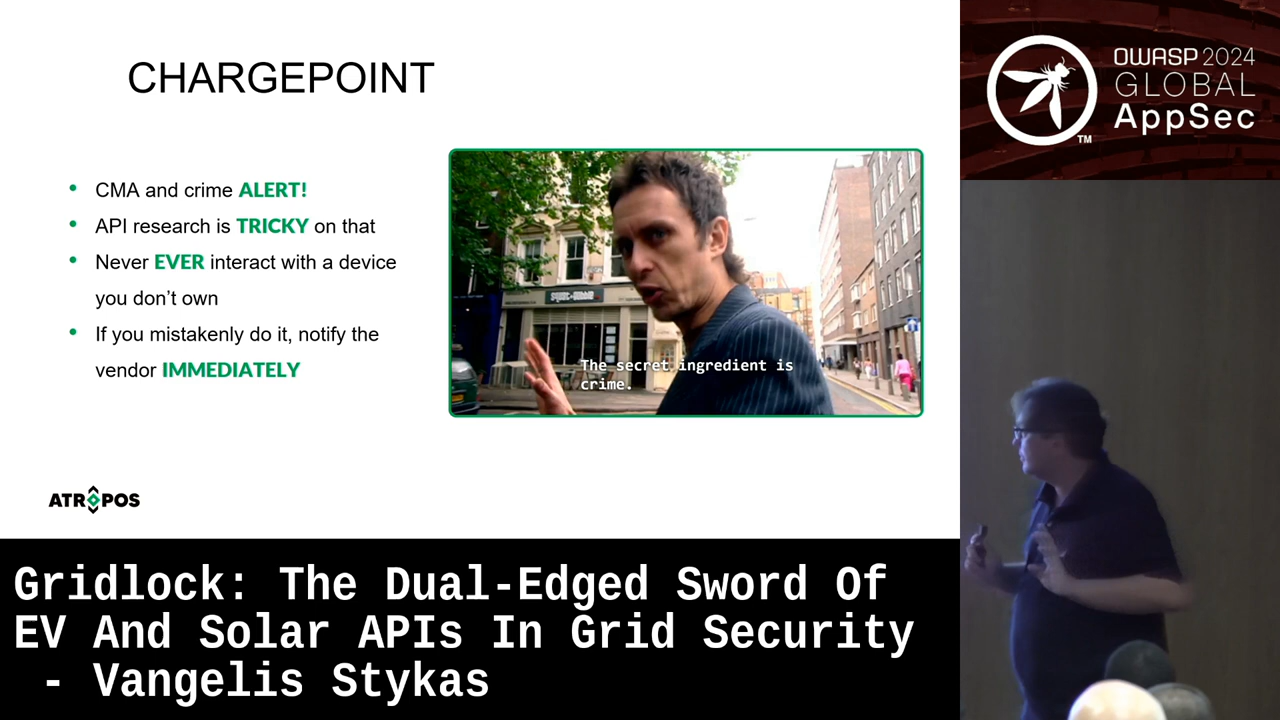 CHARGEPOINT
CMA and crime ALERT!
API research is TRICKY on that
Never EVER interact with a device
you don’t own
If you mistakenly do it, notify the
vendor IMMEDIATELY
The secret ingredient is
crime.
ATROPOS
OWASP 2024
GLOBAL
AppSec
TM
Gridlock: The Dual-Edged Sword Of
EV And Solar APIs In Grid Security
- Vangelis Stykas